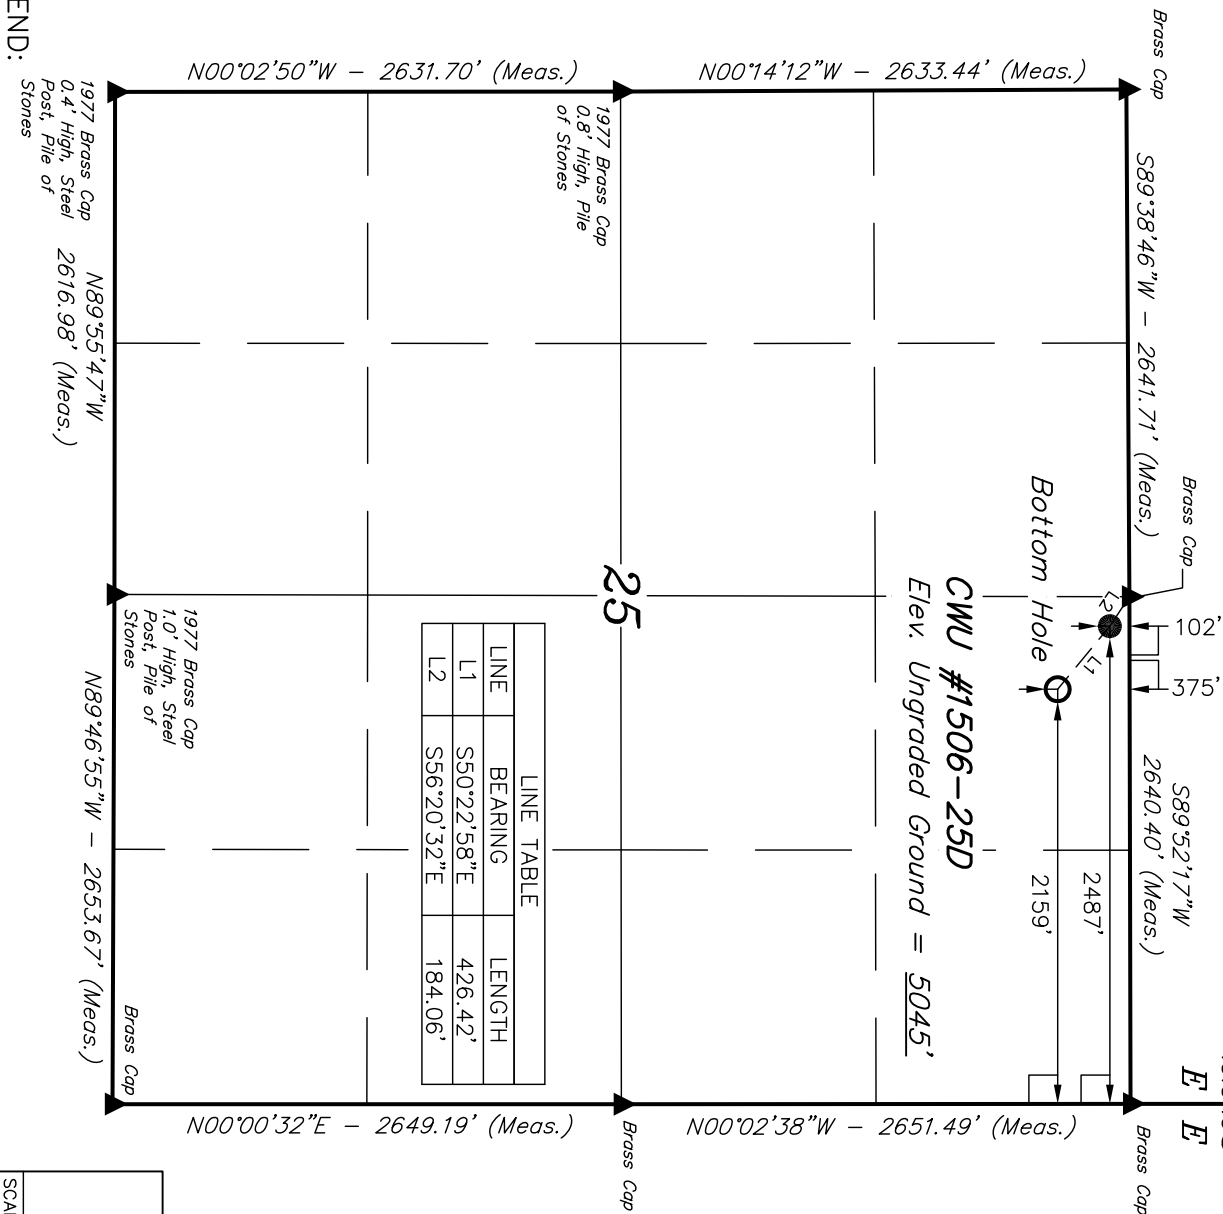 Brass Cap
S89°38'46"W - 2641.71' (Meas.)
Brass Cap
102'
375'
S89°52'17"W
2640.40' (Meas.)
E
E
Brass Cap
N00°14'12"W - 2633.44' (Meas.)
L2
L1
Bottom Hole
2487'
2159'
CWU #1506-25D
Elev. Ungraded Ground = 5045'
N00°02'38"W - 2651.49' (Meas.)
1977 Brass Cap
0.8' High, Pile
of Stones
25
Brass Cap
N00°02'50"W - 2631.70' (Meas.)
LINE TABLE
LINE BEARING LENGTH
L1 S50°22'58"E 426.42'
L2 S56°20'32"E 184.06'
N00°00'32"E - 2649.19' (Meas.)
1977 Brass Cap
0.4' High, Steel
Post, Pile of
Stones
N89°55'47"W
2616.98' (Meas.)
1977 Brass Cap
1.0' High, Steel
Post, Pile of
Stones
N89°46'55"W - 2653.67' (Meas.)
Brass Cap
END:
SCA